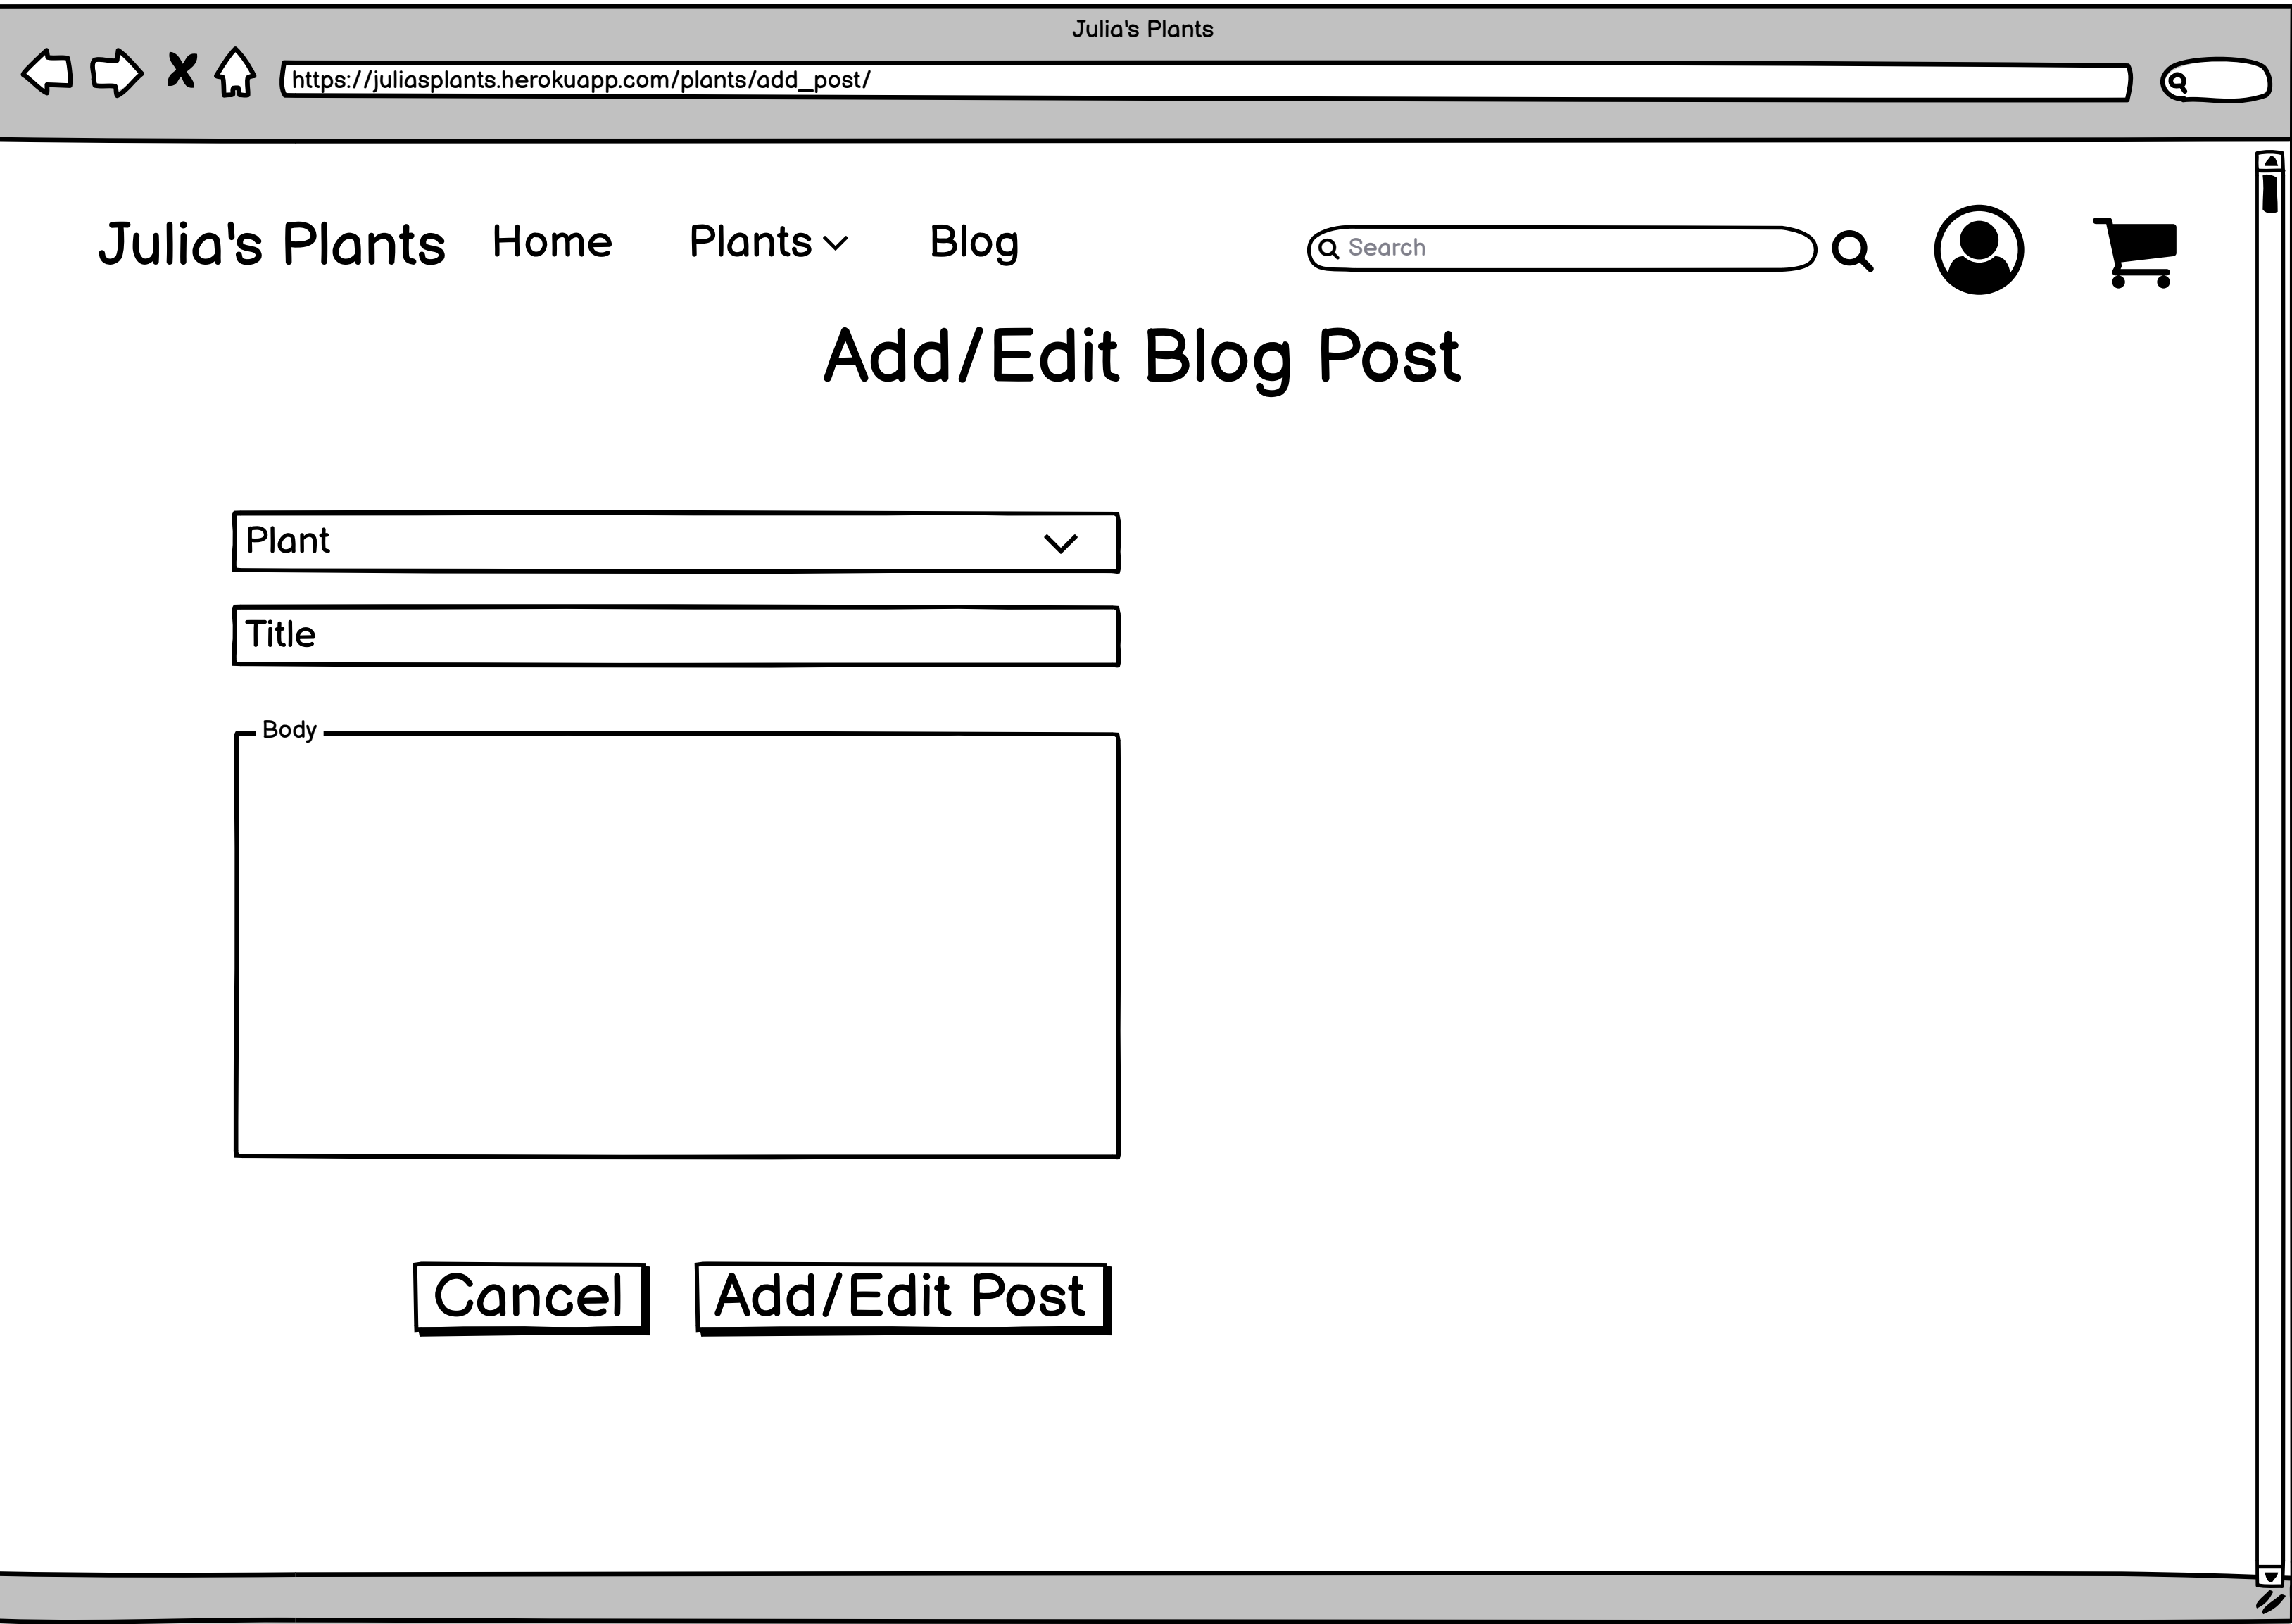 Julia's Plants
https://juliasplants.herokuapp.com/plants/add_post/
Julia's Plants Home Plants Blog Search
Add/Edit Blog Post
Plant
Title
Body
Cancel Add/Edit Post